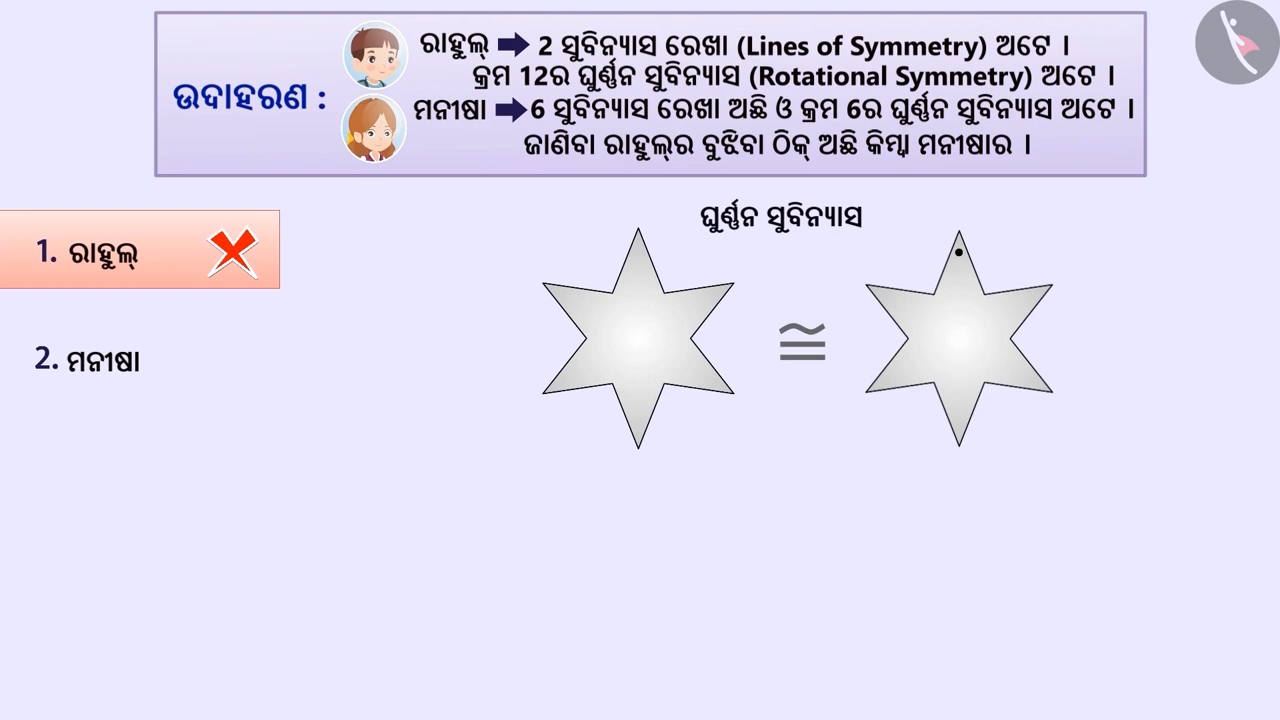 ରାହୁଲ୍ ➡ 2 ସୁବିନ୍ୟାସ ରେଖା (Lines of Symmetry) ଅଟେ ।
କ୍ରମ 12ର ଘୁର୍ଣ୍ଣନ ସୁବିନ୍ୟାସ (Rotational Symmetry) ଅଟେ ।
ଉଦାହରଣ :
ମନୀଷା ➡ 6 ସୁବିନ୍ୟାସ ରେଖା ଅଛି ଓ କ୍ରମ 6ର ଘୁର୍ଣ୍ଣନ ସୁବିନ୍ୟାସ ଅଟେ ।
ଜାଣିବା ରାହୁଲ୍‌ର ବୁଝିବା ଠିକ୍ ଅଛି କିମ୍ବା ମନୀଷାର ।
ଘୁର୍ଣ୍ଣନ ସୁବିନ୍ୟାସ
1. ରାହୁଲ୍
≅
2. ମନୀଷା